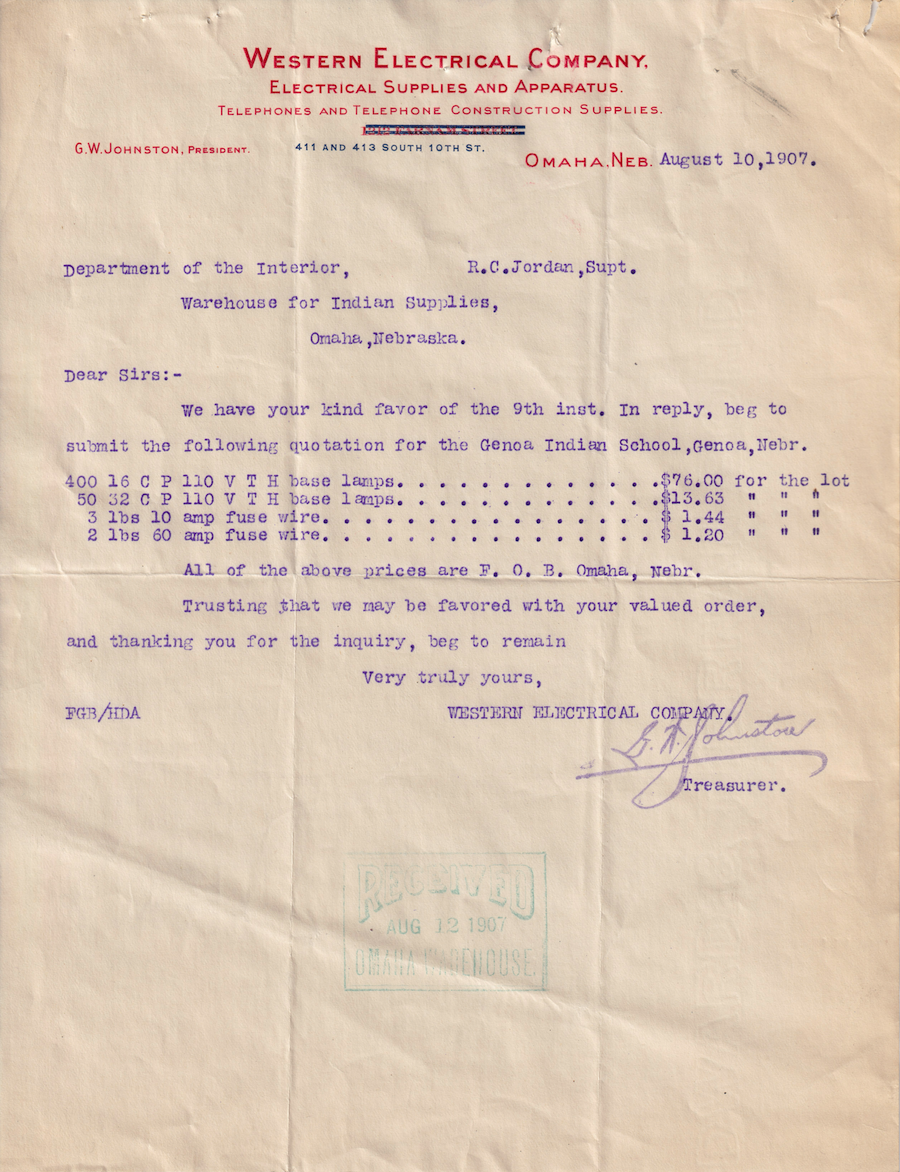 WESTERN ELECTRICAL COMPANY,
ELECTRICAL SUPPLIES AND APPARATUS.
TELEPHONES AND TELEPHONE CONSTRUCTION SUPPLIES.
G.W. JOHNSTON, PRESIDENT.
411 AND 413 SOUTH 10TH ST.
OMAHA, NEB. August 10,1907.
Department of the Interior, R.C.Jordan,Supt.
Warehouse for Indian Supplies,
Omaha,Nebraska.
Dear Sirs:-
We have your kind favor of the 9th inst. In reply, beg to
submit the following quotation for the Genoa Indian School,Genoa,Nebr.
400 16 C P 110 V T H base lamps. . . . . . . . . . . . .$76.00 for the lot
50 32 C P 110 V T H base lamps. . . . . . . . . . . . .$13.63 " " "
3 lbs 10 amp fuse wire. . . . . . . . . . . . . . . . $ 1.44 " " "
2 lbs 60 amp fuse wire. . . . . . . . . . . . . . . . $ 1.20 " " "
All of the above prices are F. O. B. Omaha, Nebr.
Trusting that we may be favored with your valued order,
and thanking you for the inquiry, beg to remain
Very truly yours,
FGB/HDA WESTERN ELECTRICAL COMPANY.
Johnston
Treasurer.
RECEIVED
AUG 12 1907
OMAHA WAREHOUSE